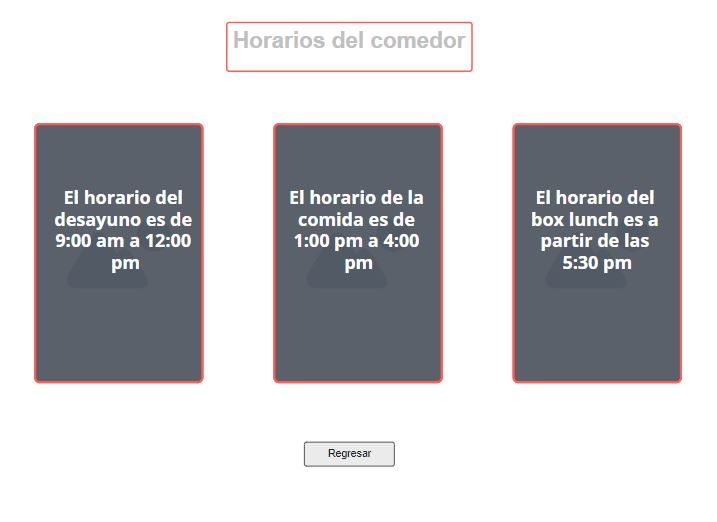 Horarios del comedor
El horario del
desayuno es de
9:00 am a 12:00
pm
El horario de la
comida es de
1:00 pm a 4:00
pm
El horario del
box lunch es a
partir de las
5:30 pm
Regresar